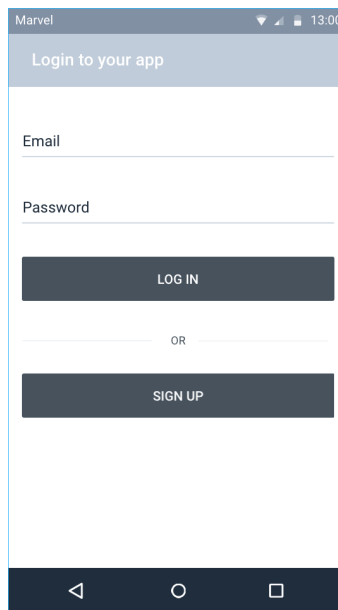 Marvel 13:00
Login to your app
Email
Password
LOG IN
OR
SIGN UP